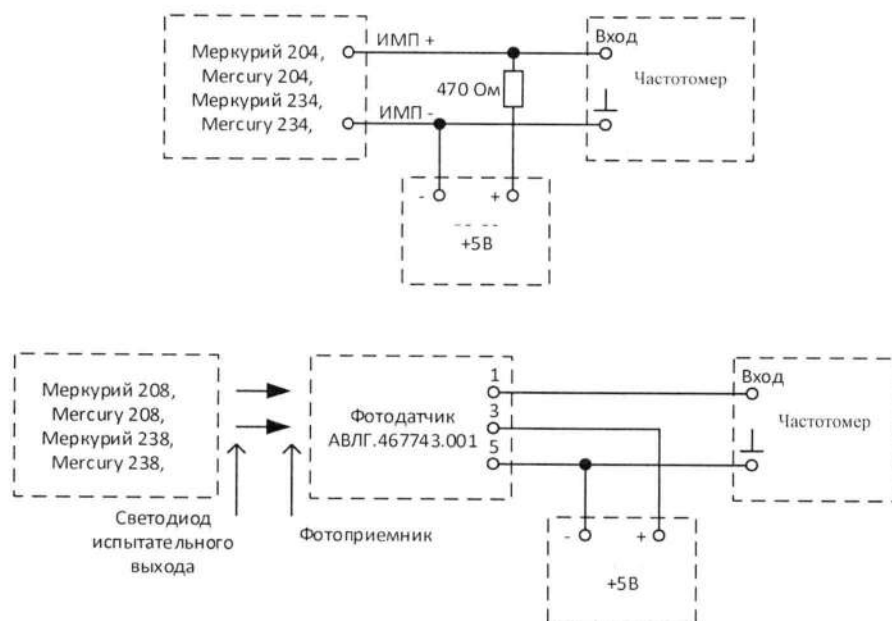 Меркурий 204,
Mercury 204,
Меркурий 234,
Mercury 234,
ИМП +
ИМП -
470 Ом
Вход
Частотомер
- +
+5В
Меркурий 208,
Mercury 208,
Меркурий 238,
Mercury 238,
Светодиод
испытательного
выхода
Фотоприемник
Фотодатчик
АВЛГ.467743.001
1
3
5
Вход
Частотомер
- +
+5В